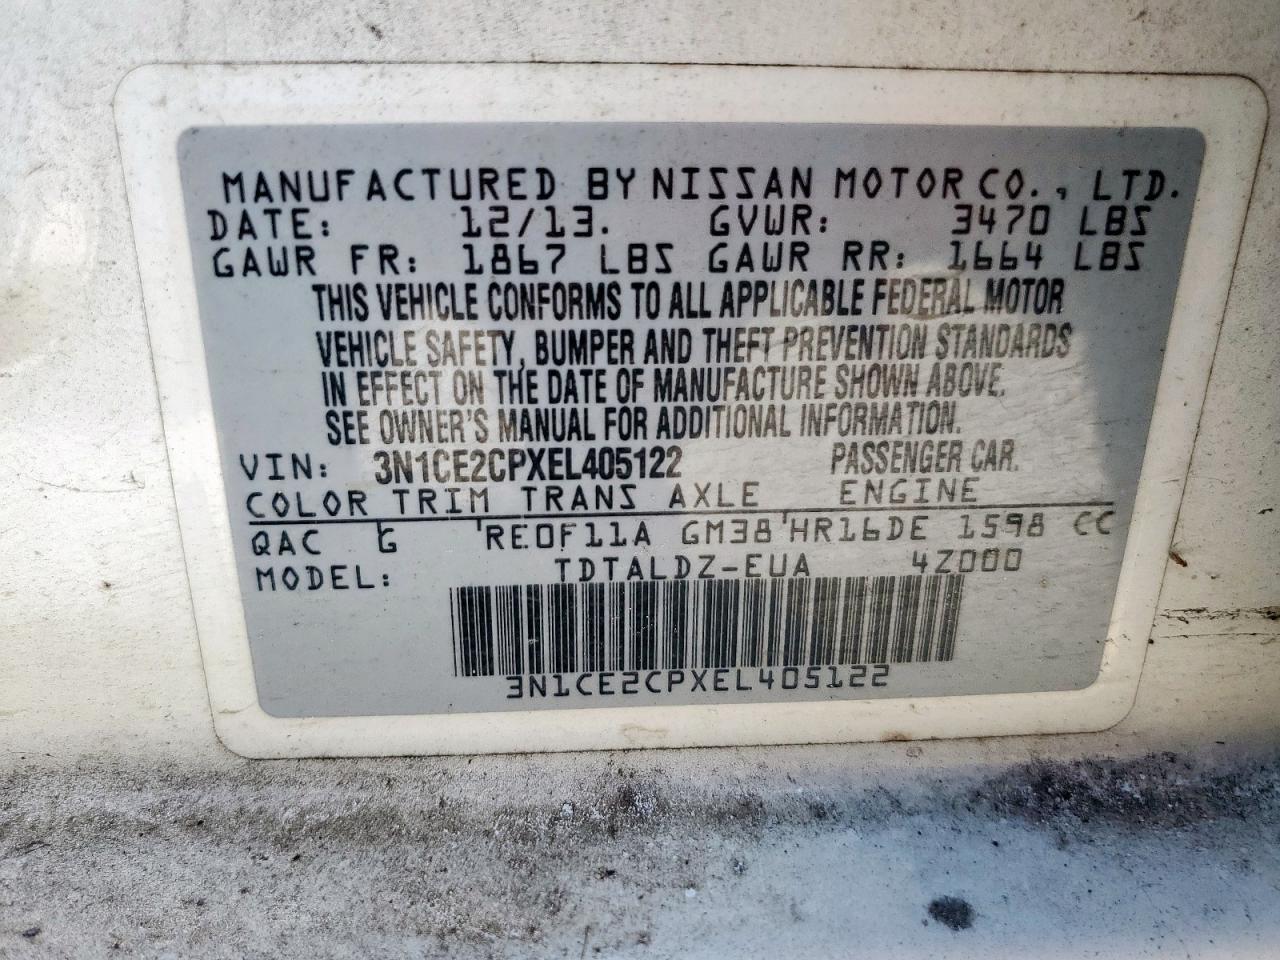 MANUFACTURED BY NISSAN MOTOR CO., LTD.
DATE: 12/13. GVWR: 3470 LBS
GAWR FR: 1867 LBS GAWR RR: 1664 LBS
THIS VEHICLE CONFORMS TO ALL APPLICABLE FEDERAL MOTOR
VEHICLE SAFETY, BUMPER AND THEFT PREVENTION STANDARDS
IN EFFECT ON THE DATE OF MANUFACTURE SHOWN ABOVE.
SEE OWNER'S MANUAL FOR ADDITIONAL INFORMATION.
VIN: 3N1CE2CPXEL405122 PASSENGER CAR.
COLOR TRIM TRANS AXLE ENGINE
QAC G RE0F11A GM38 HR16DE 1598 CC
MODEL: TDTALDZ-EUA 4Z000
3N1CE2CPXEL405122